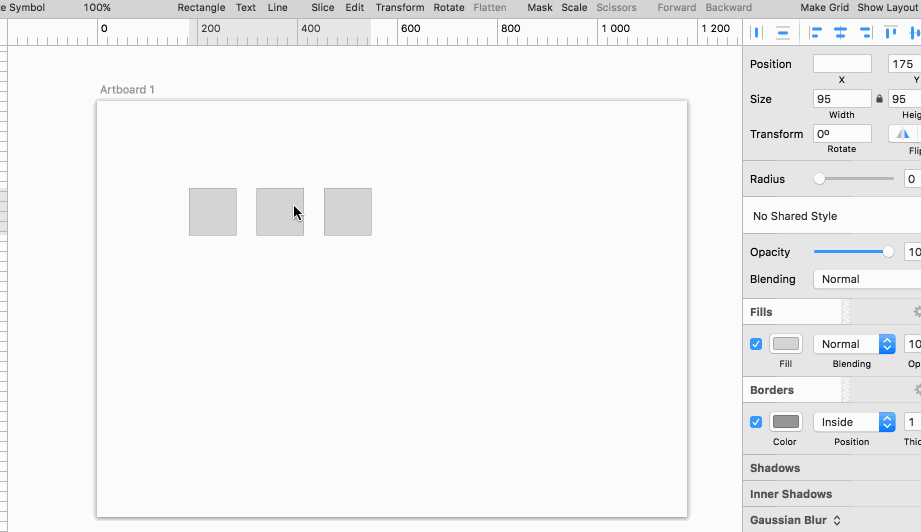 e Symbol 100% Rectangle Text Line Slice Edit Transform Rotate Flatten Mask Scale Scissors Forward Backward Make Grid Show Layout
0 200 400 600 800 1 000 1 200
Position 175
X Y
Artboard 1
Size 95 95
Width Heig
Transform 0º
Rotate Flip
Radius 0
No Shared Style
Opacity 10
Blending Normal
Fills
Normal 10
Fill Blending Op
Borders
Inside 1
Color Position Thic
Shadows
Inner Shadows
Gaussian Blur